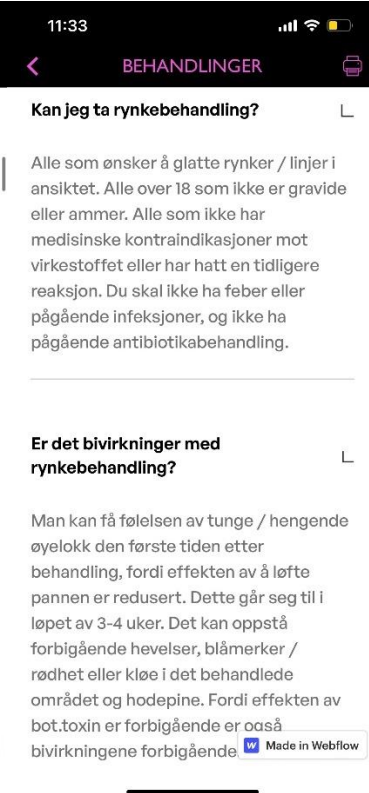 11:33
BEHANDLINGER
Kan jeg ta rynkebehandling?
Alle som ønsker å glatte rynker / linjer i
ansiktet. Alle over 18 som ikke er gravide
eller ammer. Alle som ikke har
medisinske kontraindikasjoner mot
virkestoffet eller har hatt en tidligere
reaksjon. Du skal ikke ha feber eller
pågående infeksjoner, og ikke ha
pågående antibiotikabehandling.
Er det bivirkninger med
rynkebehandling?
Man kan få følelsen av tunge / hengende
øyelokk den første tiden etter
behandling, fordi effekten av å løfte
pannen er redusert. Dette går seg til i
løpet av 3-4 uker. Det kan oppstå
forbigående hevelser, blåmerker /
rødhet eller kløe i det behandlede
området og hodepine. Fordi effekten av
bot.toxin er forbigående er også
bivirkningene forbigående.
Made in Webflow